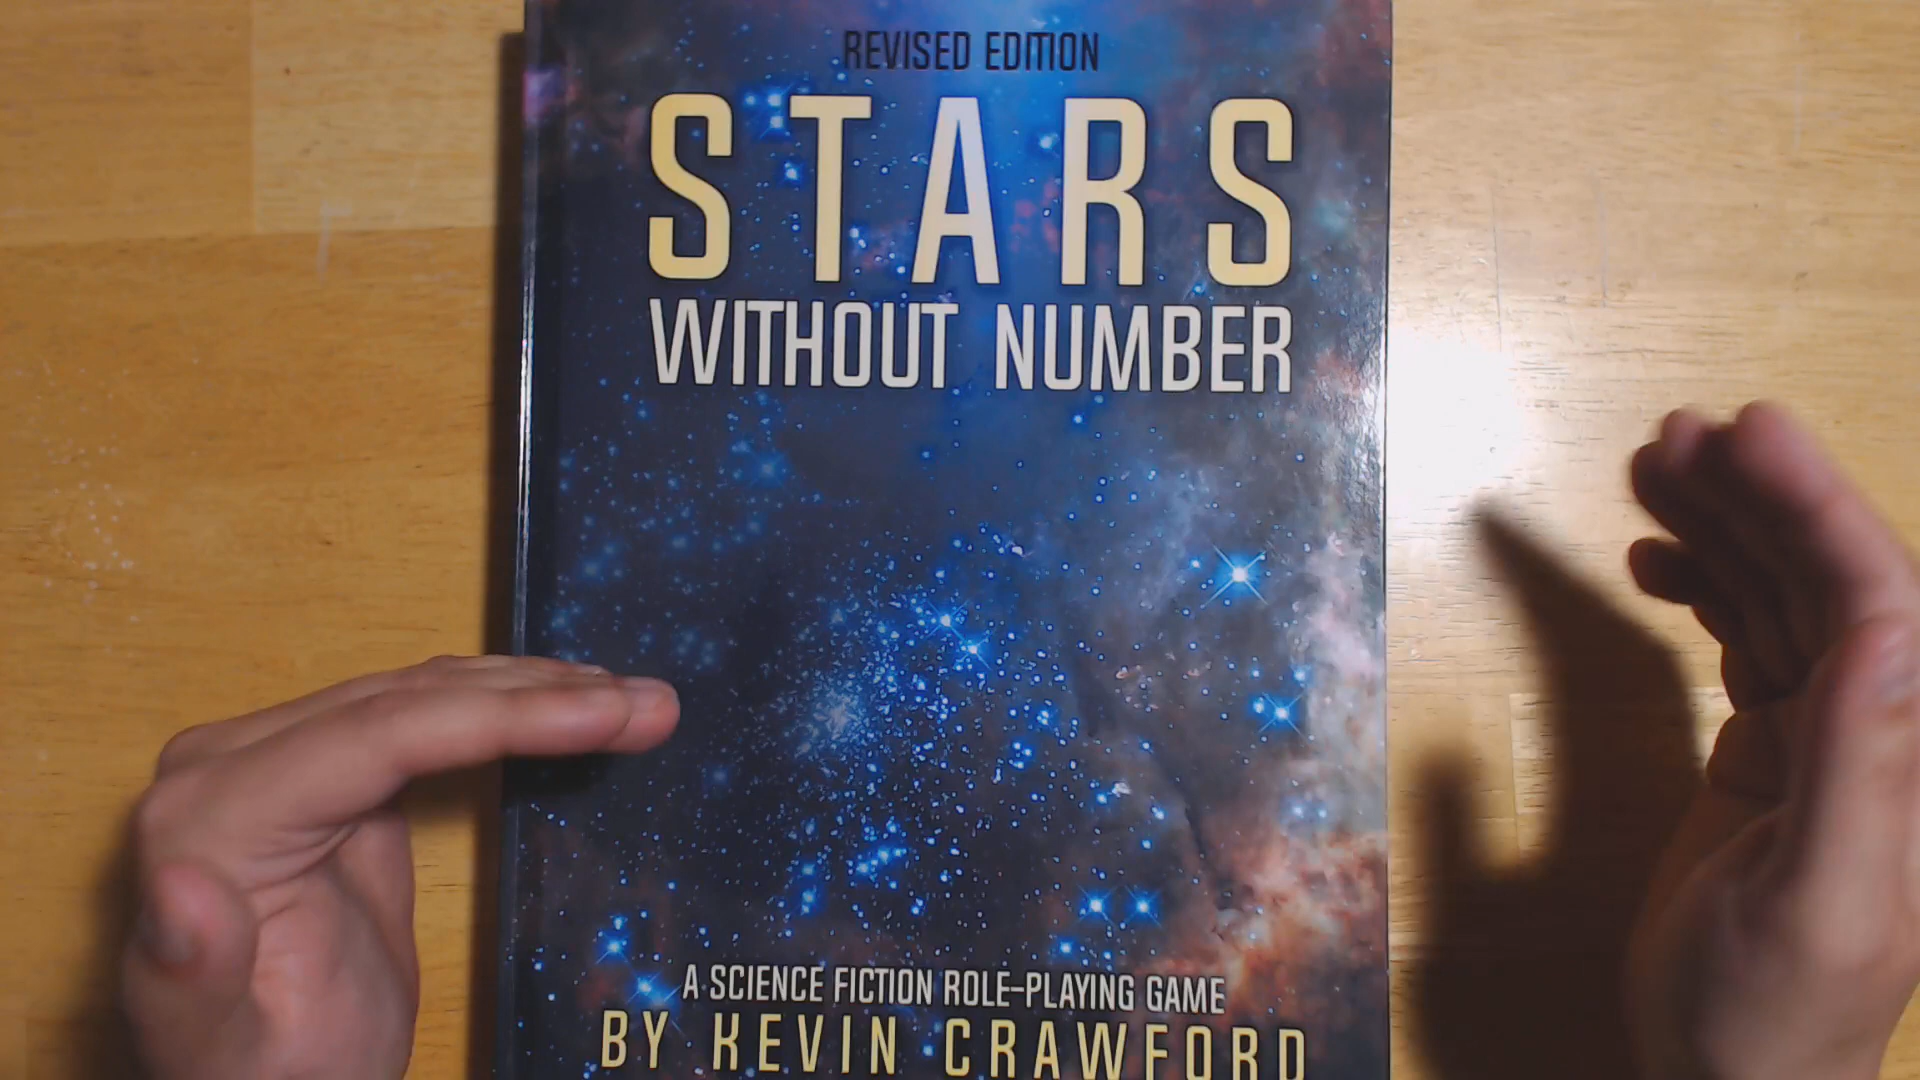 REVISED EDITION
STARS
WITHOUT NUMBER
A SCIENCE FICTION ROLE-PLAYING GAME
BY KEVIN CRAWFORD